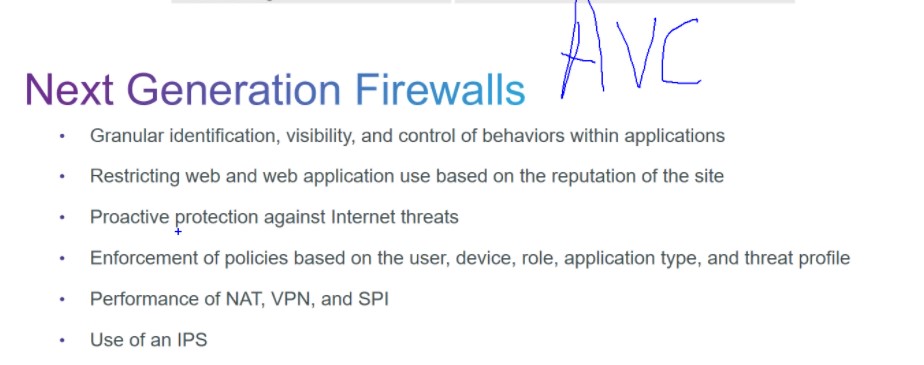 Next Generation Firewalls AVC
• Granular identification, visibility, and control of behaviors within applications
• Restricting web and web application use based on the reputation of the site
• Proactive protection against Internet threats
• Enforcement of policies based on the user, device, role, application type, and threat profile
• Performance of NAT, VPN, and SPI
• Use of an IPS